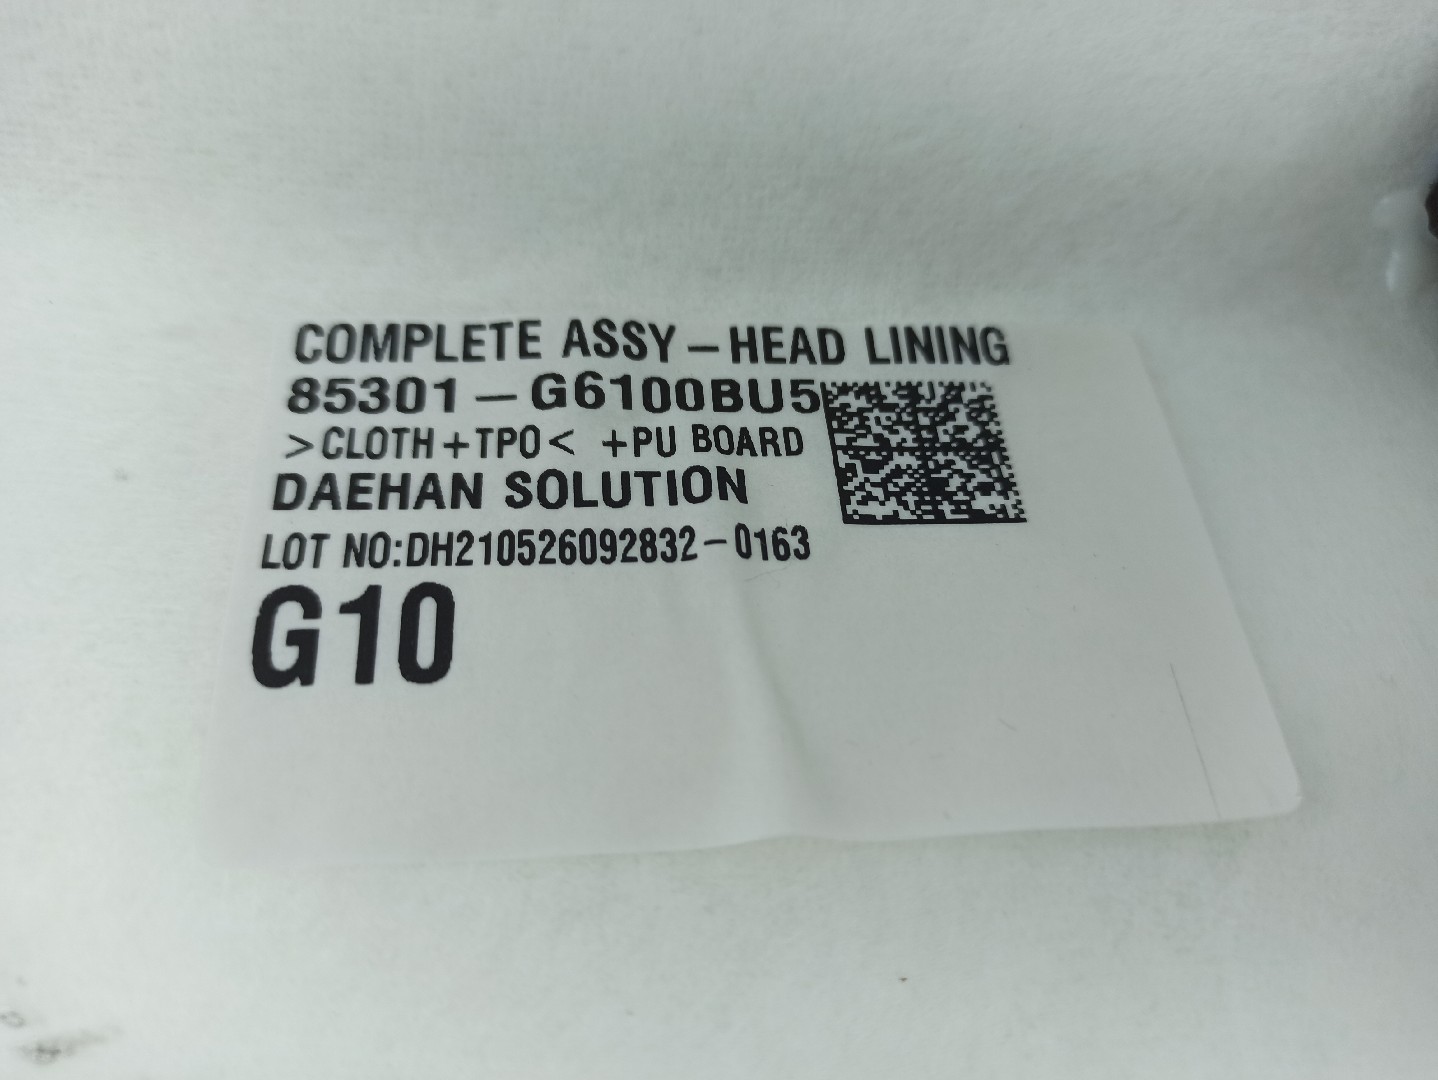 COMPLETE ASSY-HEAD LINING
85301-G6100BU5
>CLOTH+TPO< +PU BOARD
DAEHAN SOLUTION
LOT NO:DH210526092832-0163
G10